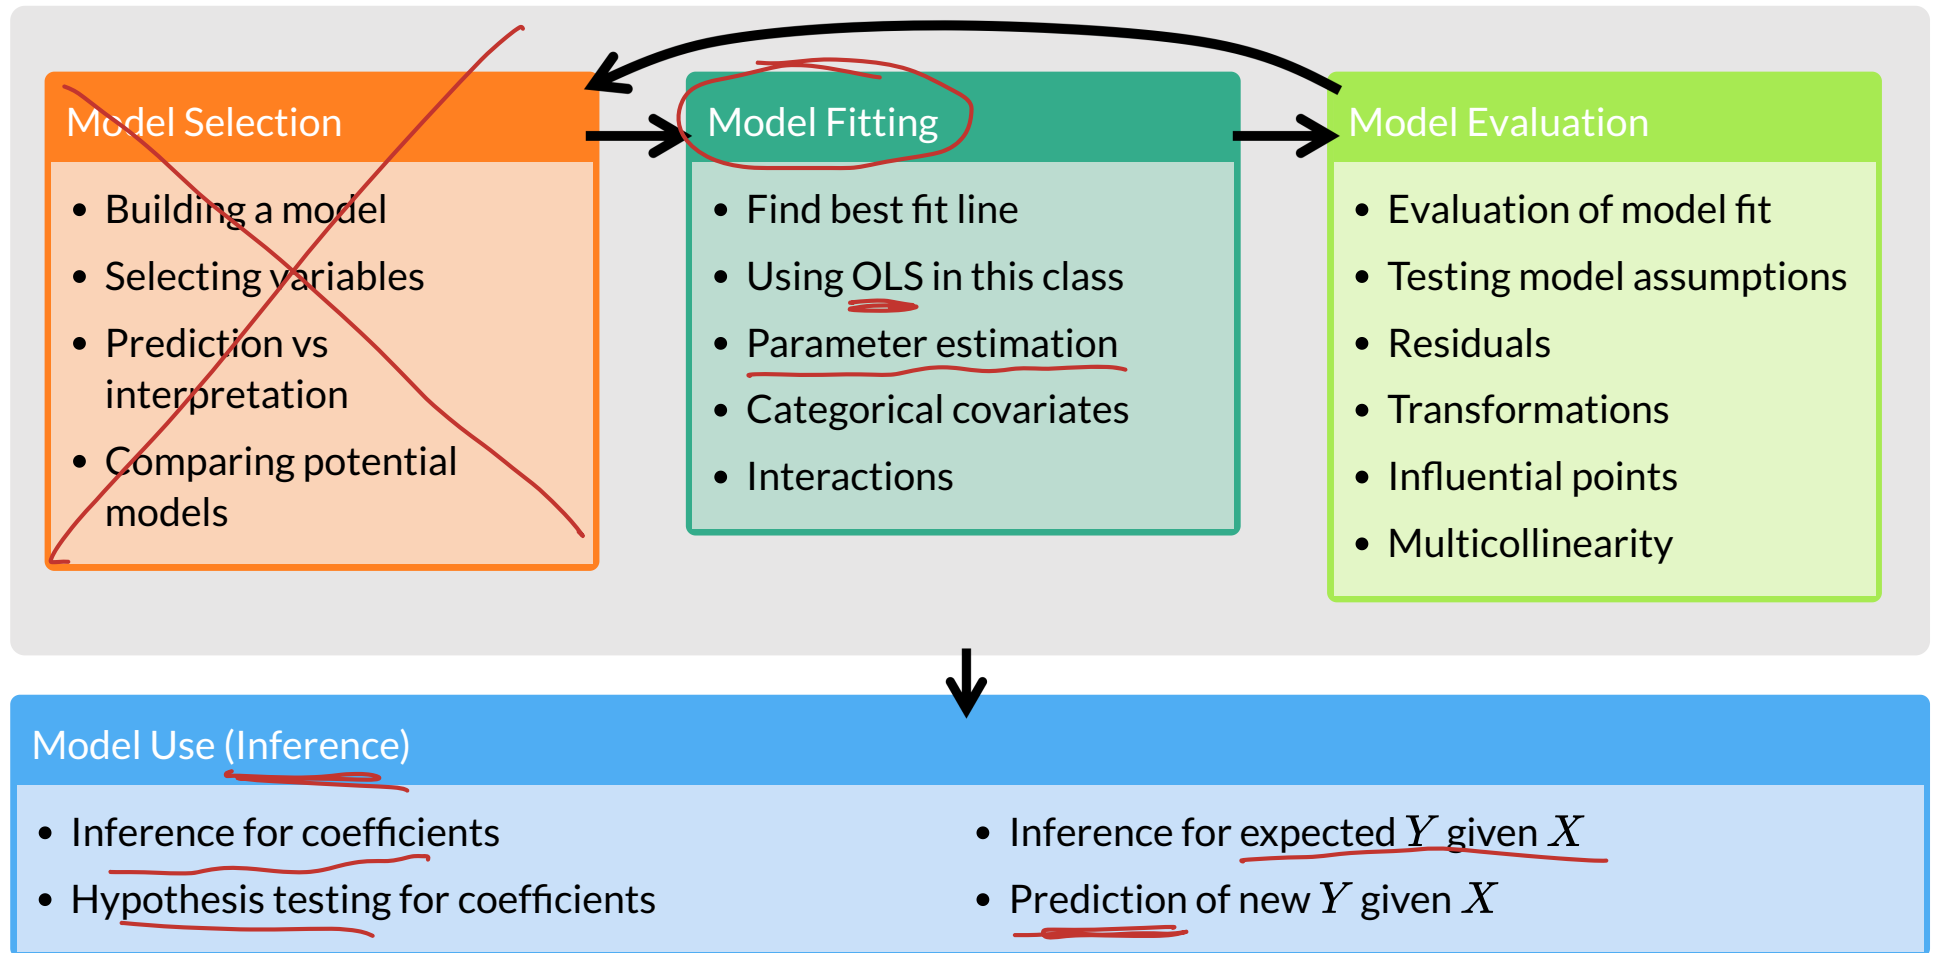 Model Selection
• Building a model
• Selecting variables
• Prediction vs
interpretation
• Comparing potential
models
Model Fitting
• Find best fit line
• Using OLS in this class
• Parameter estimation
• Categorical covariates
• Interactions
Model Evaluation
• Evaluation of model fit
• Testing model assumptions
• Residuals
• Transformations
• Influential points
• Multicollinearity
Model Use (Inference)
• Inference for coefficients
• Hypothesis testing for coefficients
• Inference for expected Y given X
• Prediction of new Y given X